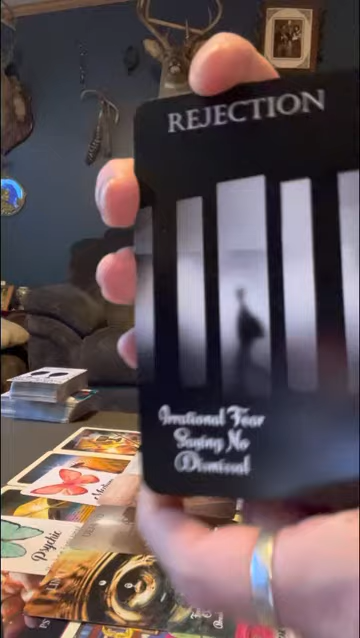 REJECTION
Irrational Fear
Saying No
Dismissal
Psychic